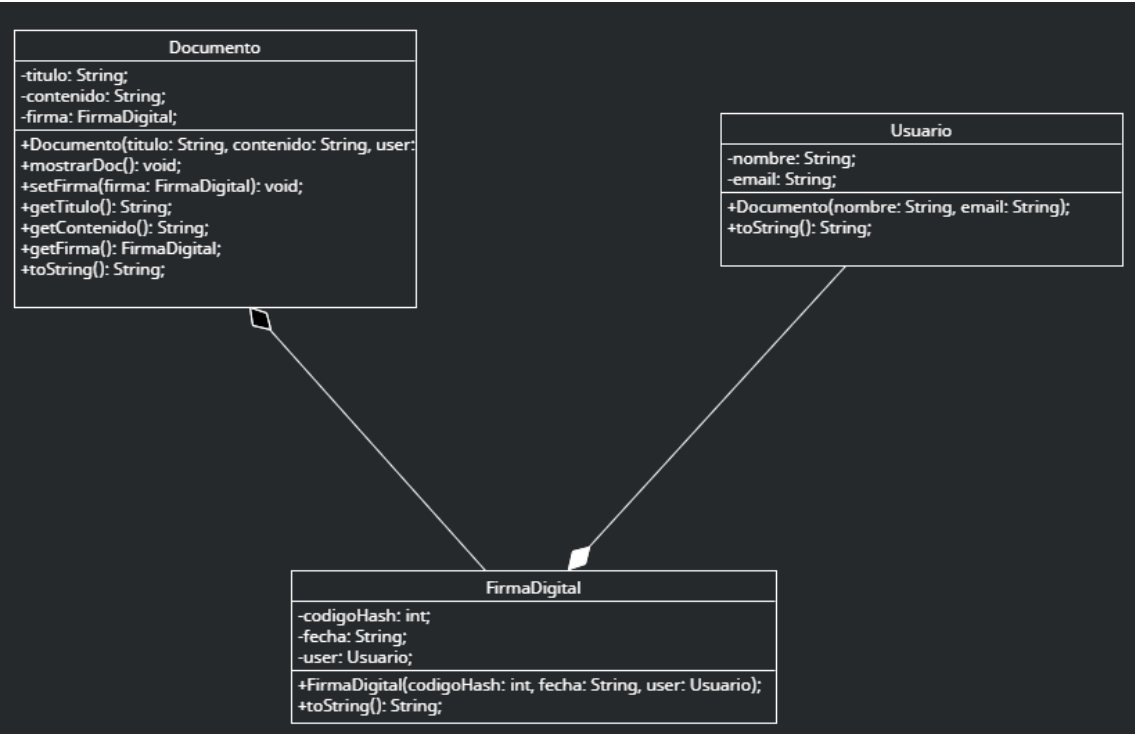 Documento
-titulo: String;
-contenido: String;
-firma: FirmaDigital;
+Documento(titulo: String, contenido: String, user:
+mostrarDoc(): void;
+setFirma(firma: FirmaDigital): void;
+getTitulo(): String;
+getContenido(): String;
+getFirma(): FirmaDigital;
+toString(): String;
Usuario
-nombre: String;
-email: String;
+Documento(nombre: String, email: String);
+toString(): String;
FirmaDigital
-codigoHash: int;
-fecha: String;
-user: Usuario;
+FirmaDigital(codigoHash: int, fecha: String, user: Usuario);
+toString(): String;